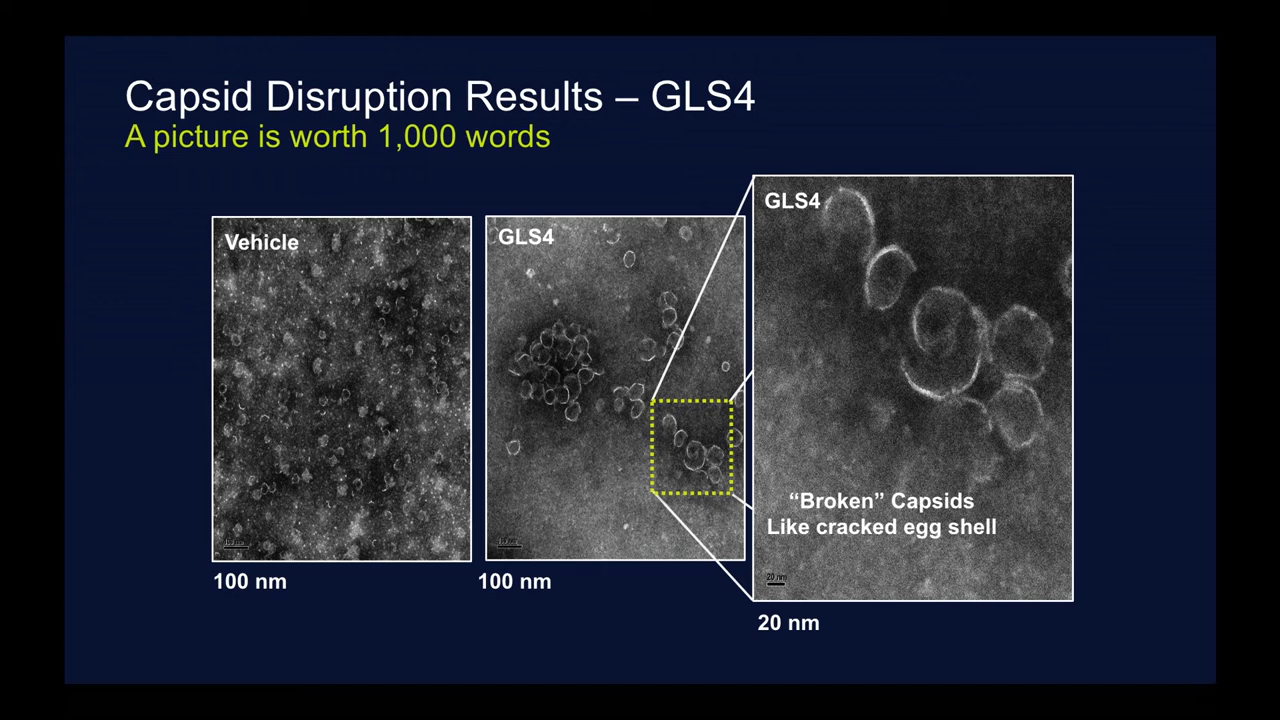 Capsid Disruption Results – GLS4
A picture is worth 1,000 words
Vehicle
GLS4
GLS4
“Broken” Capsids
Like cracked egg shell
20 nm
100 nm
100 nm
20 nm